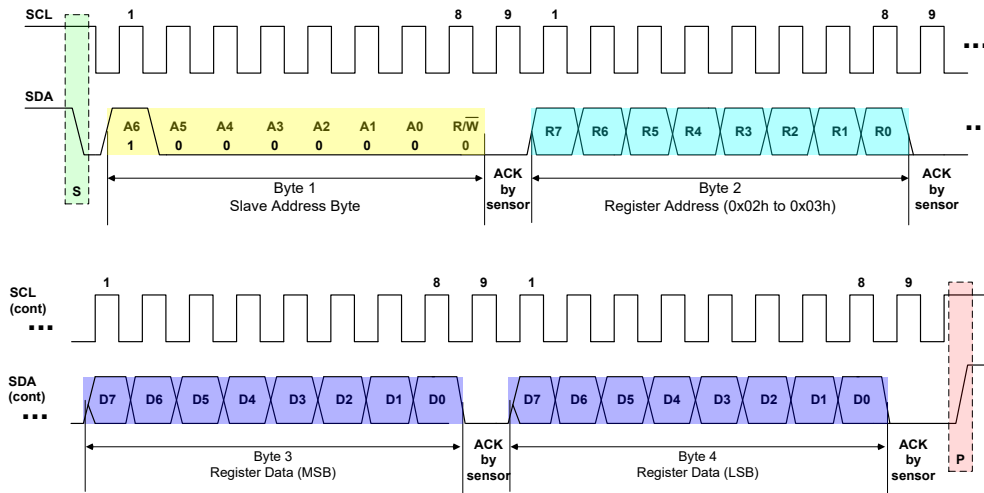 SCL 1 8 9 1 8 9 ...
SDA A6 A5 A4 A3 A2 A1 A0 R/W R7 R6 R5 R4 R3 R2 R1 R0 ...
1 0 0 0 0 0 0 0
S
Byte 1
Slave Address Byte
ACK
by
sensor
Byte 2
Register Address (0x02h to 0x03h)
ACK
by
sensor
SCL
(cont)
...
1 8 9 1 8 9
SDA
(cont)
...
D7 D6 D5 D4 D3 D2 D1 D0 D7 D6 D5 D4 D3 D2 D1 D0
Byte 3
Register Data (MSB)
ACK
by
sensor
Byte 4
Register Data (LSB)
ACK
by
sensor
P